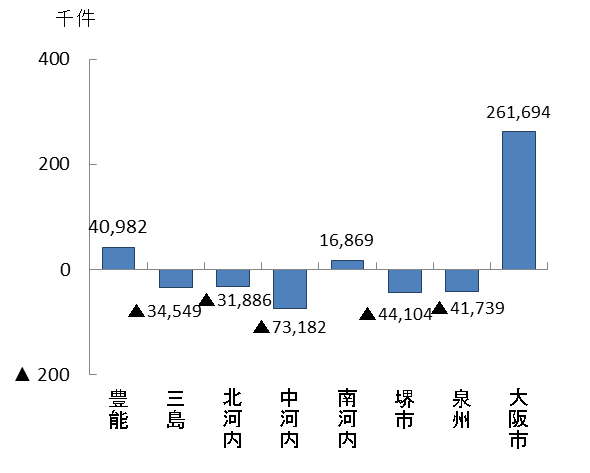 千件
400
261,694
200
40,982
16,869
0
▲ 34,549
▲ 31,886
▲ 73,182
▲ 44,104
▲ 41,739
▲ 200
豊能
三島
北河内
中河内
南河内
堺市
泉州
大阪市